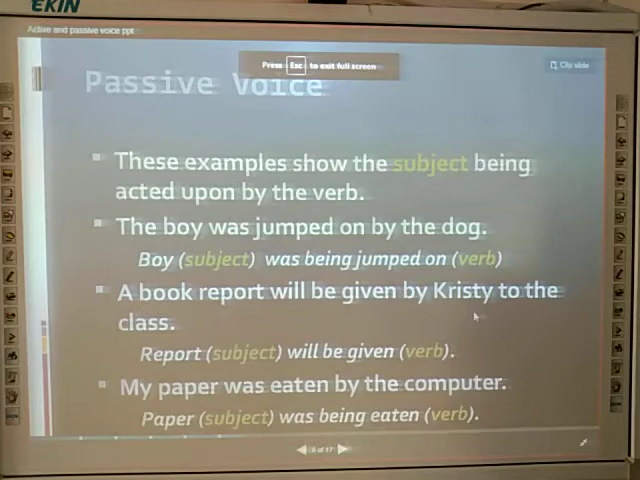 EKIN
Active and passive voice ppt
Press Esc to exit full screen
Clip slide
Passive Voice
These examples show the subject being
acted upon by the verb.
The boy was jumped on by the dog.
Boy (subject) was being jumped on (verb)
A book report will be given by Kristy to the
class.
Report (subject) will be given (verb).
My paper was eaten by the computer.
Paper (subject) was being eaten (verb).
of 17